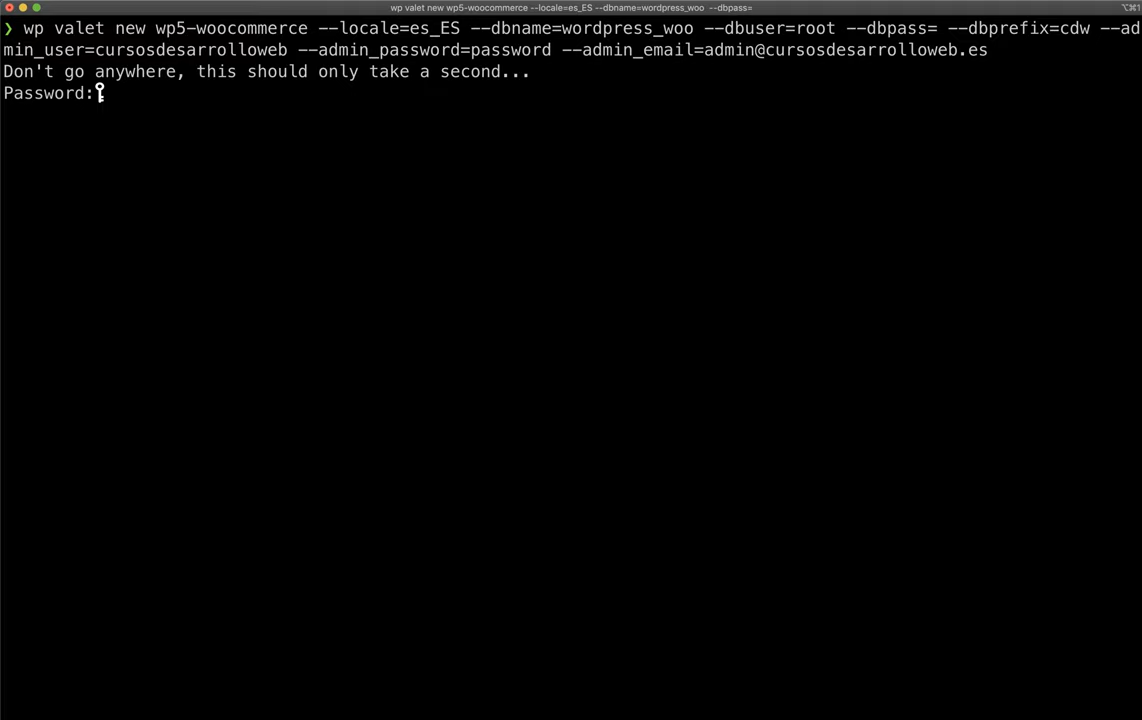 wp valet new wp5-woocommerce --locale=es_ES --dbname=wordpress_woo --dbpass=
⌥⌘1
❯ wp valet new wp5-woocommerce --locale=es_ES --dbname=wordpress_woo --dbuser=root --dbpass= --dbprefix=cdw --ad
min_user=cursosdesarrolloweb --admin_password=password --admin_email=admin@cursosdesarrolloweb.es
Don't go anywhere, this should only take a second...
Password: